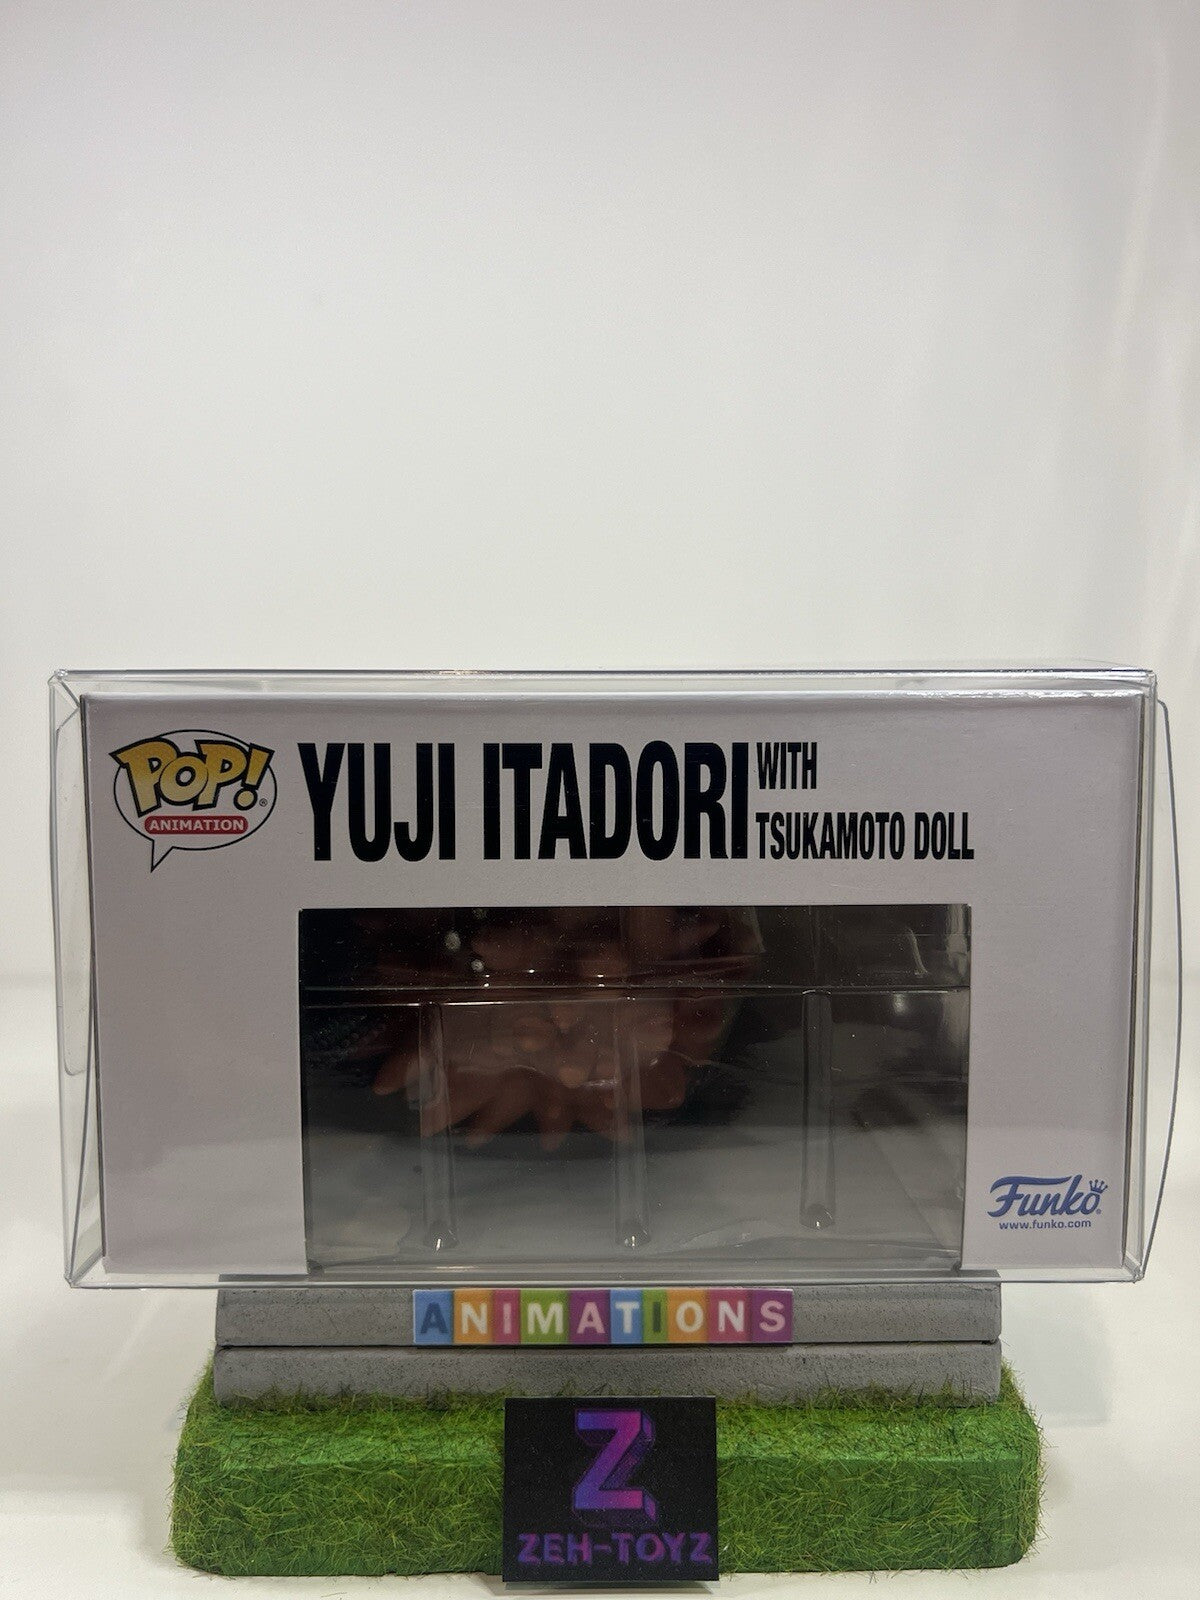 POP!®
ANIMATION
YUJI ITADORI WITH
TSUKAMOTO DOLL
Funko®
www.funko.com
ANIMATIONS
Z
ZEH-TOYZ